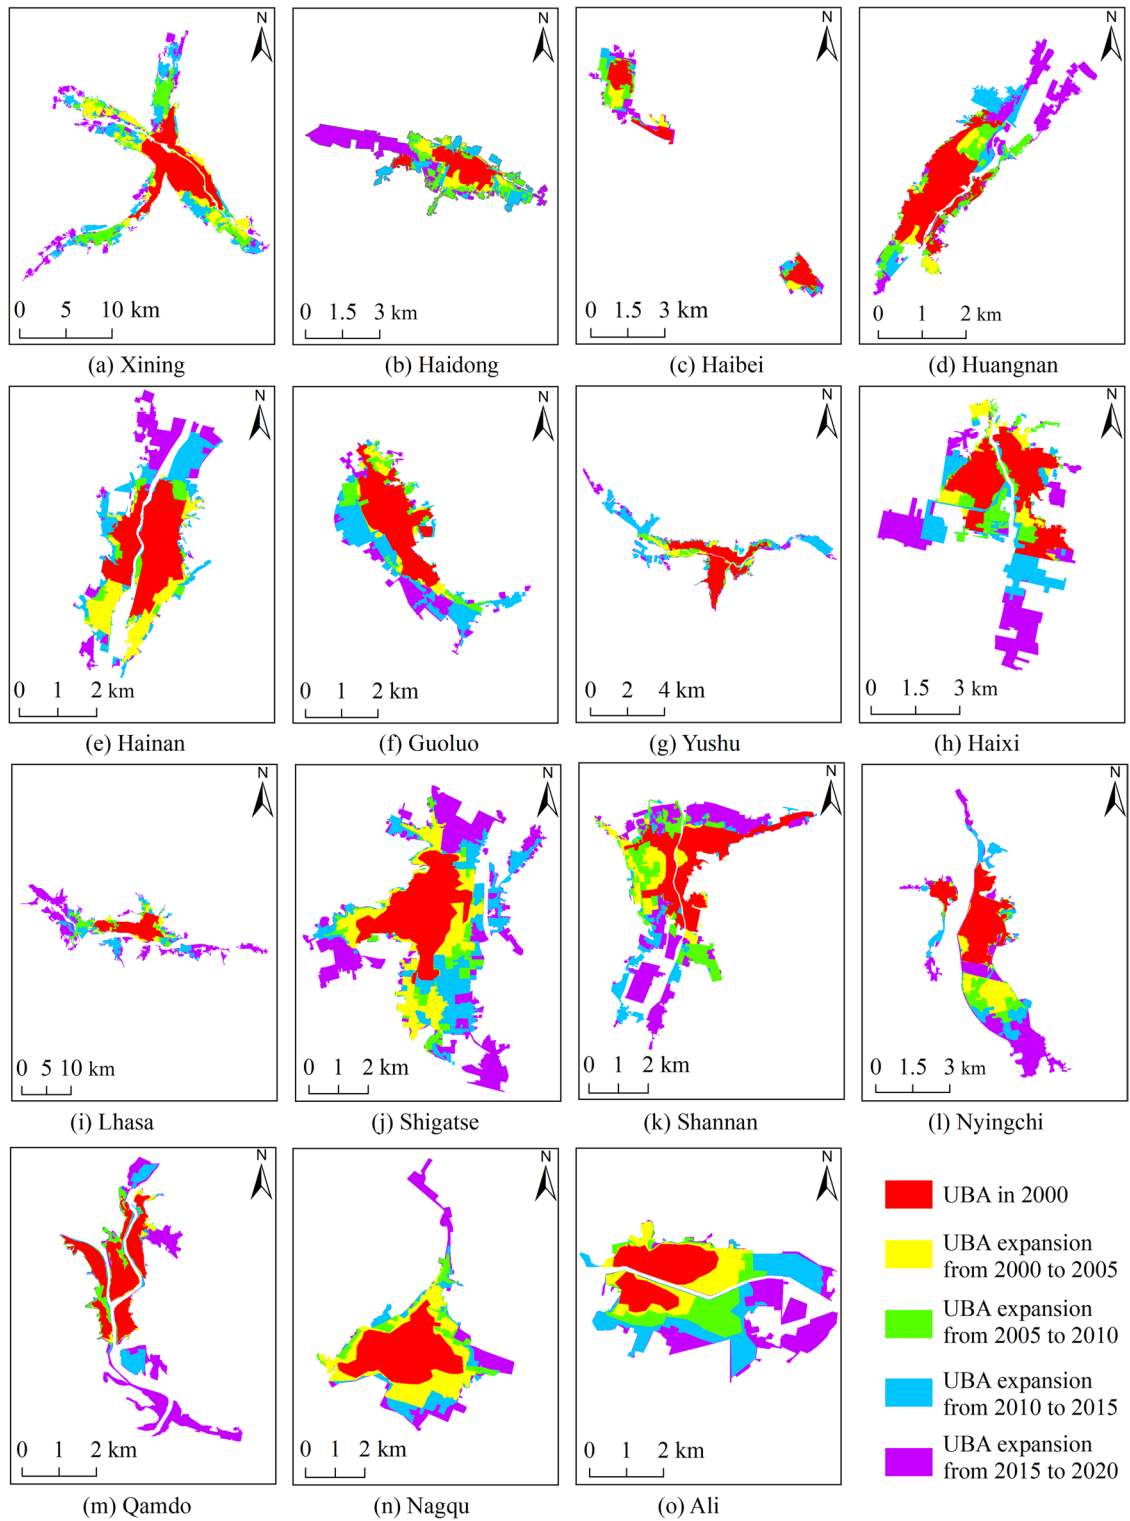 N
N
N
N
0 5 10 km
0 1.5 3 km
0 1.5 3 km
0 1 2 km
(a) Xining
(b) Haidong
(c) Haibei
(d) Huangnan
N
N
N
N
0 1 2 km
0 1 2 km
0 2 4 km
0 1.5 3 km
(e) Hainan
(f) Guoluo
(g) Yushu
(h) Haixi
N
N
N
N
0 5 10 km
0 1 2 km
0 1 2 km
0 1.5 3 km
(i) Lhasa
(j) Shigatse
(k) Shannan
(l) Nyingchi
N
N
N
0 1 2 km
0 1 2 km
0 1 2 km
(m) Qamdo
(n) Nagqu
(o) Ali
UBA in 2000
UBA expansion
from 2000 to 2005
UBA expansion
from 2005 to 2010
UBA expansion
from 2010 to 2015
UBA expansion
from 2015 to 2020